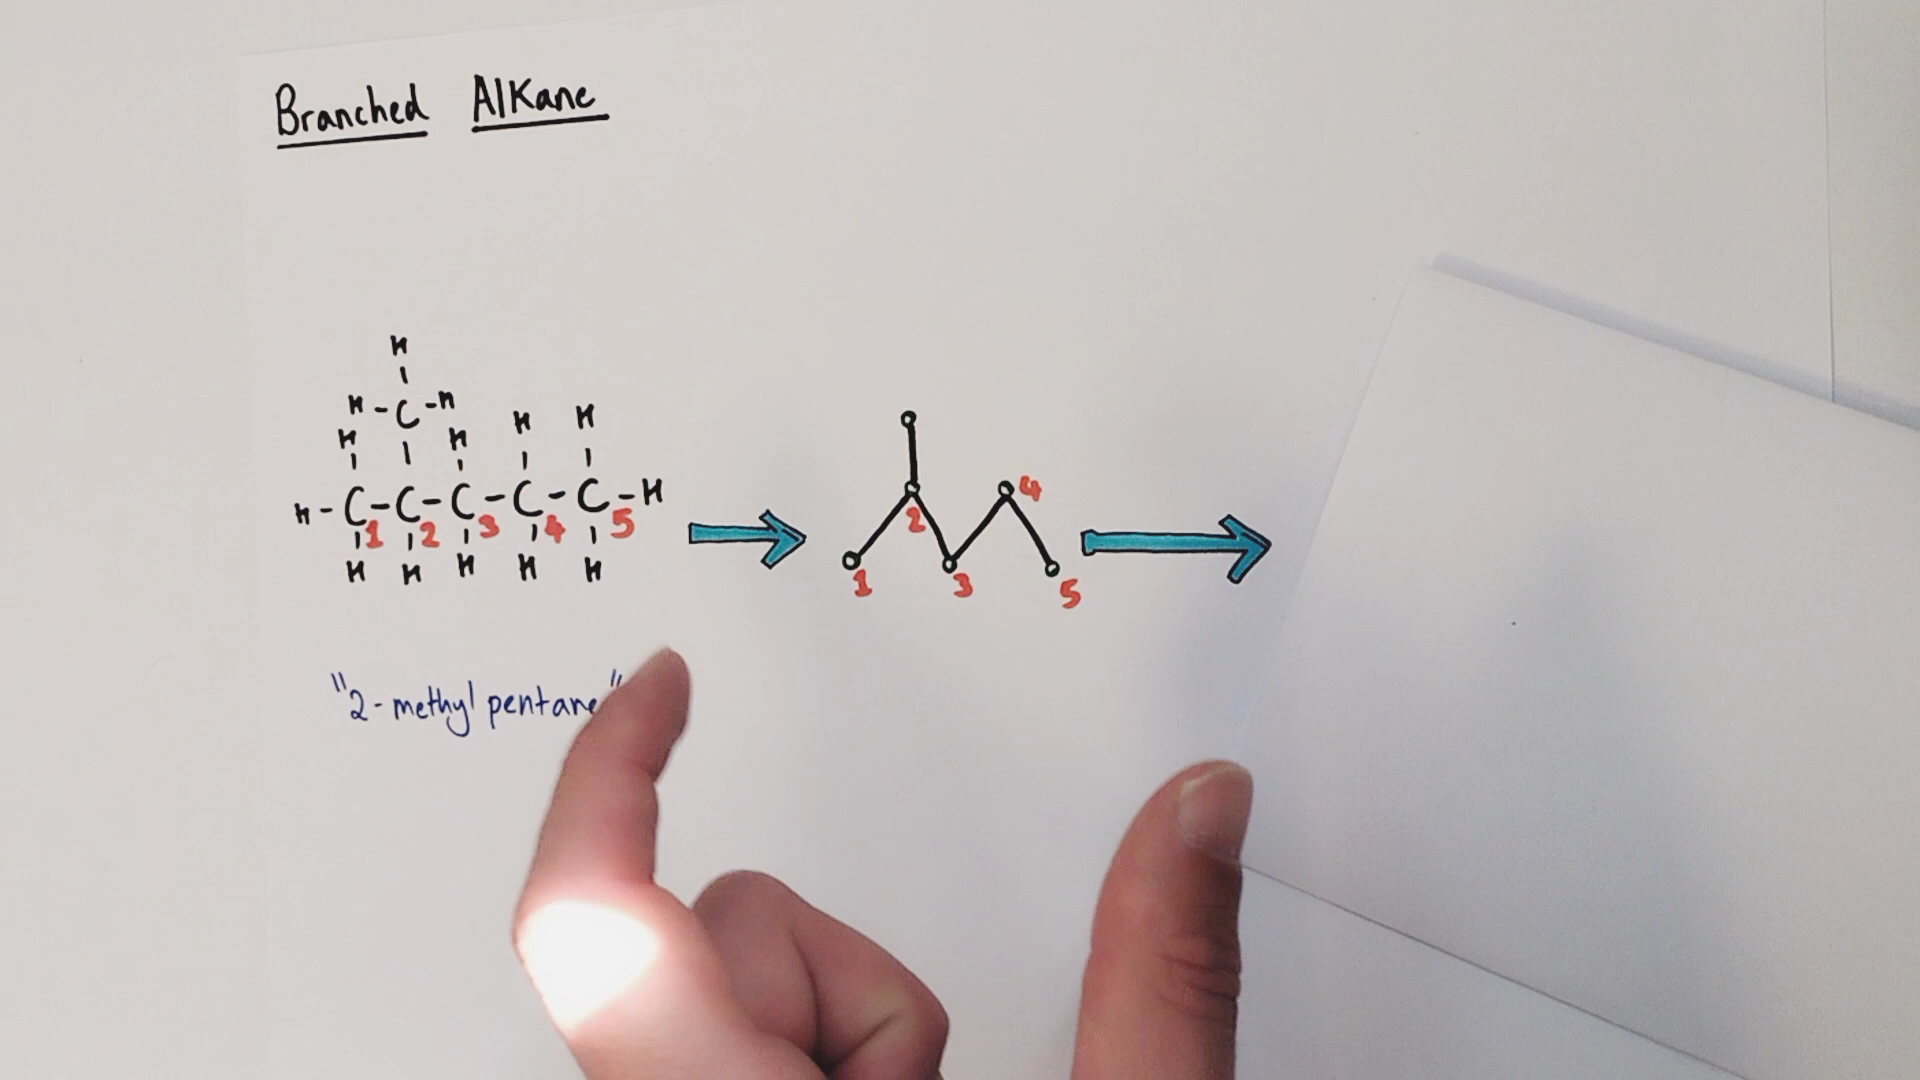 Branched Alkane
H
H-C-H
H H H H
H-C-C-C-C-C-H
1 2 3 4 5
H H H H H
4
2
1 3 5
"2-methyl pentane"